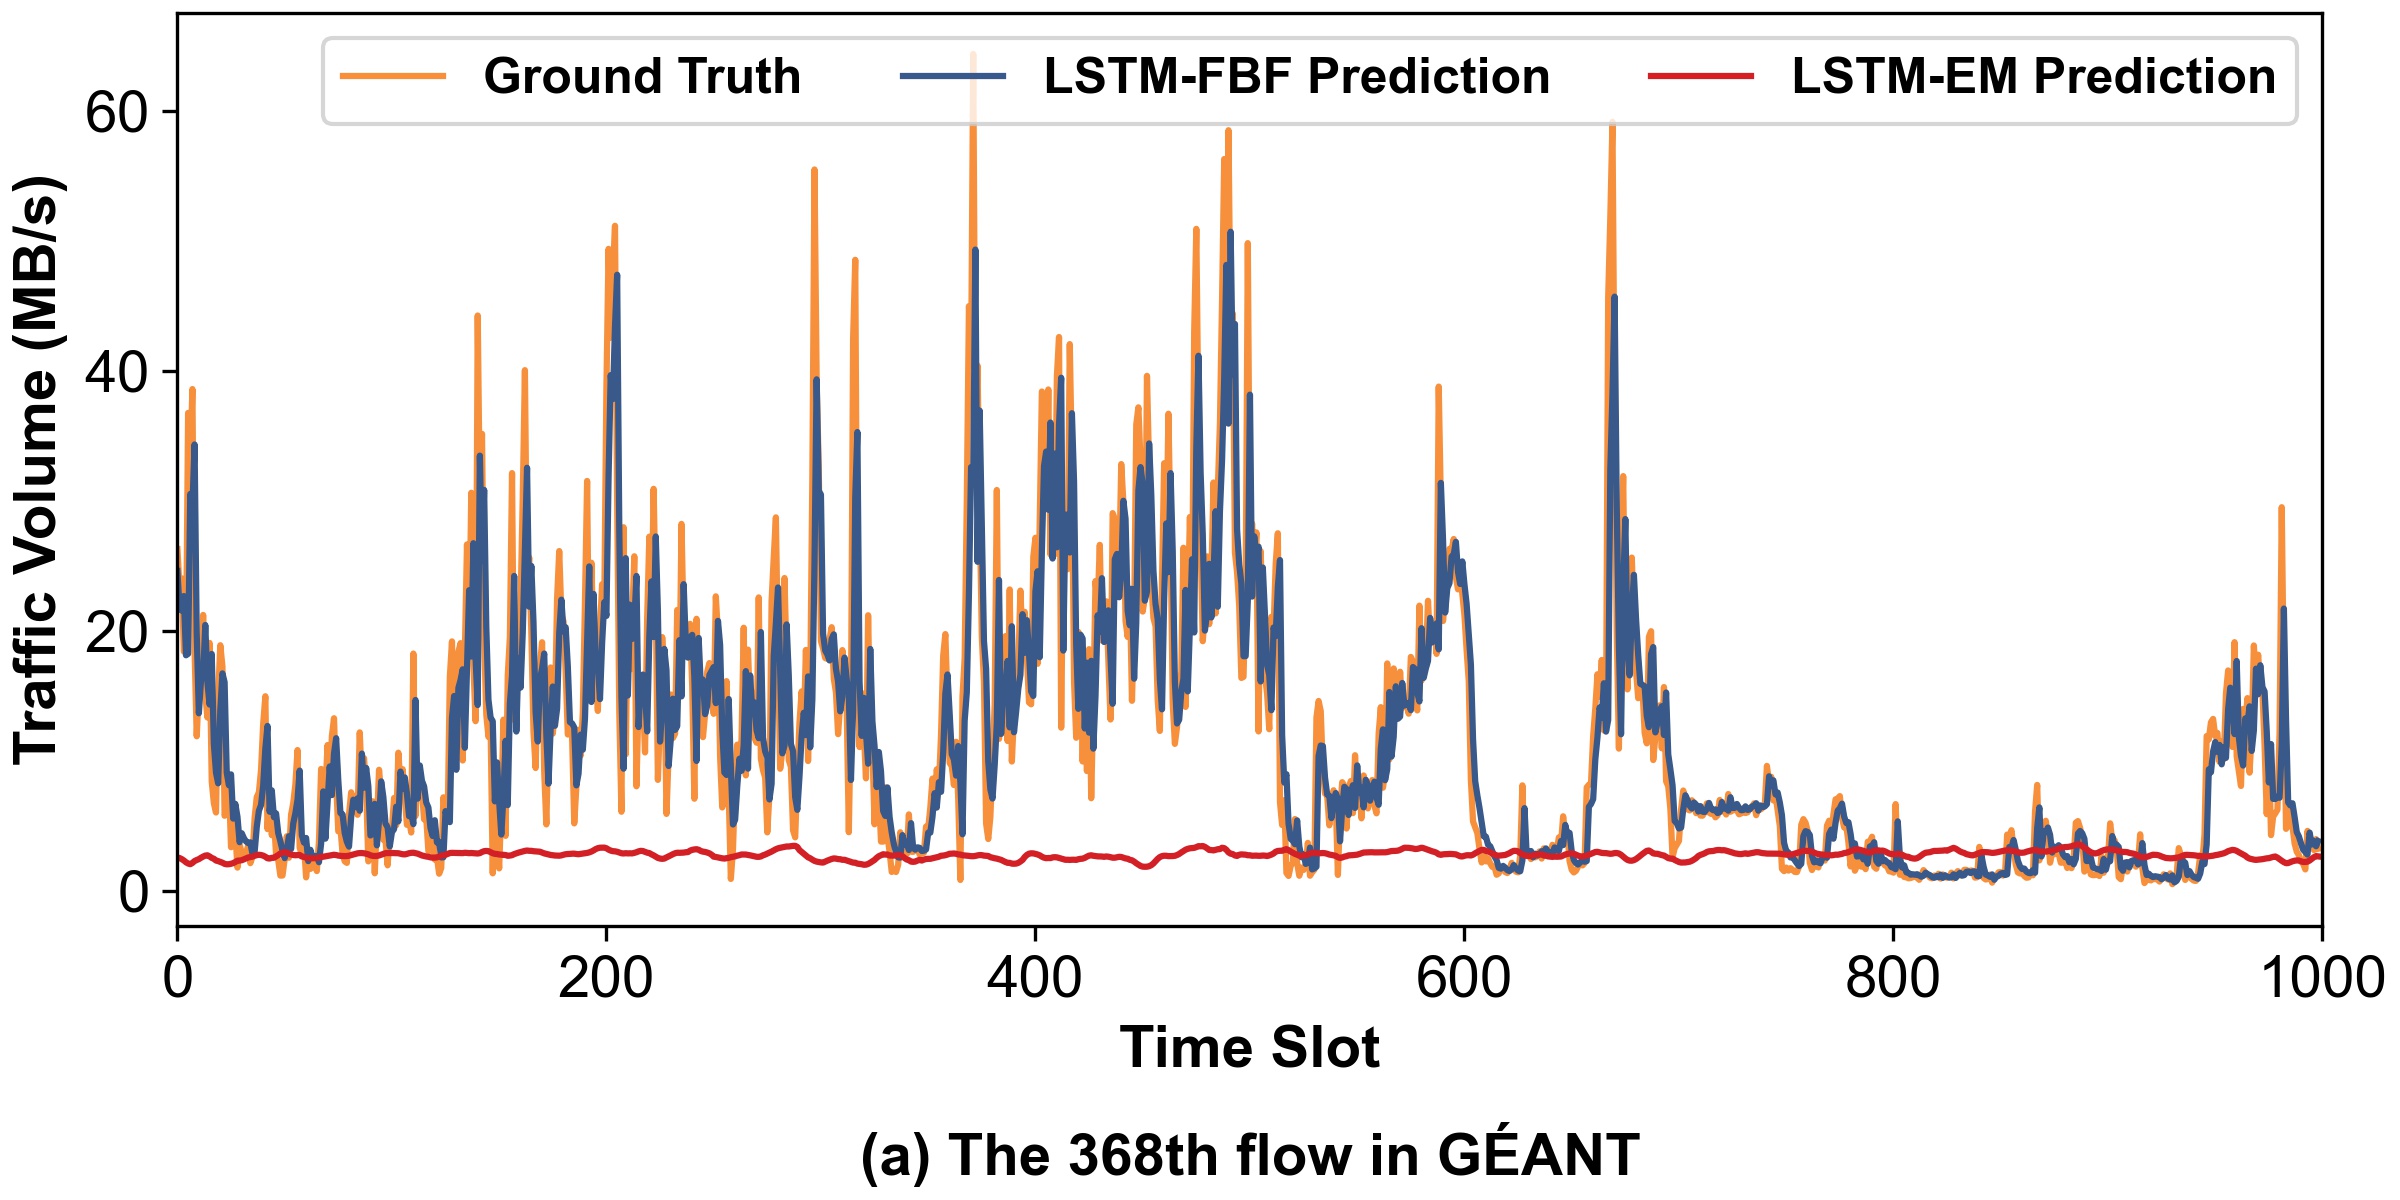 Ground Truth LSTM-FBF Prediction LSTM-EM Prediction
Traffic Volume (MB/s)
60
40
20
0
0 200 400 600 800 1000
Time Slot
(a) The 368th flow in GÉANT